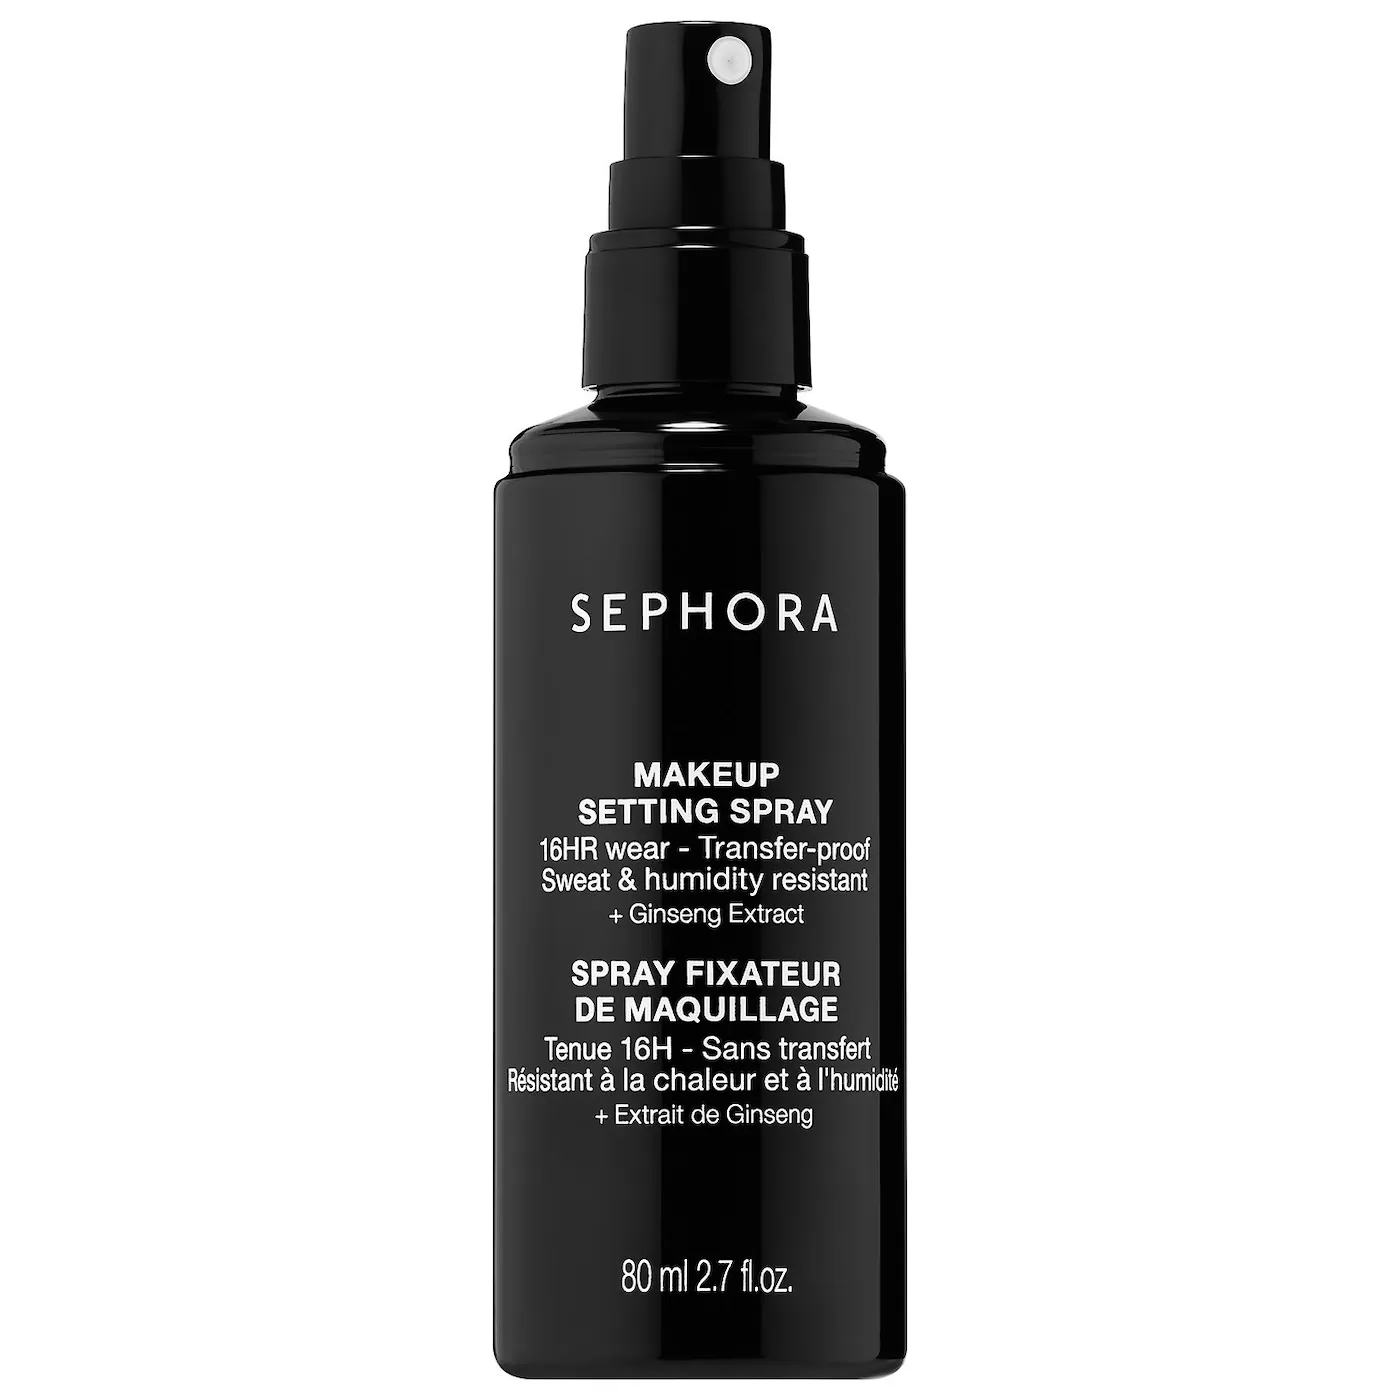 SEPHORA
MAKEUP
SETTING SPRAY
16HR wear - Transfer-proof
Sweat & humidity resistant
+ Ginseng Extract
SPRAY FIXATEUR
DE MAQUILLAGE
Tenue 16H - Sans transfert
Résistant à la chaleur et à l'humidité
+ Extrait de Ginseng
80 ml 2.7 fl.oz.